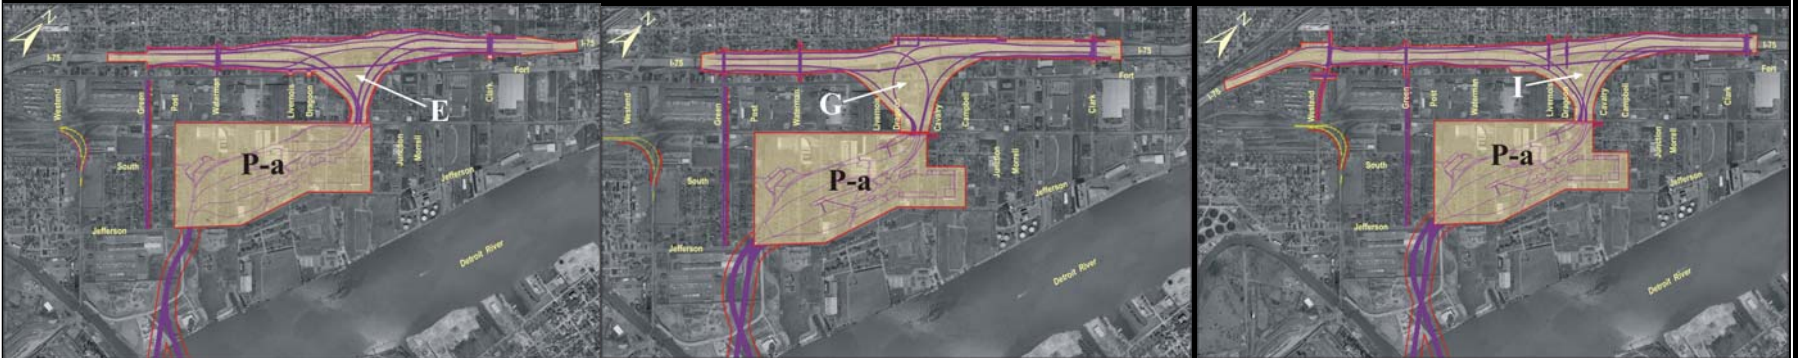 N
I-75
I-75
Fort
Westend
Green
Post
Waterman
Livernois
Dragoon
E
Clark
P-a
South
Junction
Morrell
Jefferson
Jefferson
Detroit River
N
I-75
I-75
Fort
Westend
Green
Post
Waterman
Livernois
G
Cavalry
Campbell
Clark
P-a
South
Junction
Morrell
Jefferson
Jefferson
Detroit River
N
I-75
I-75
Fort
Westend
Green
Post
Waterman
I
Livernois
Dragoon
Cavalry
Campbell
Clark
P-a
South
Junction
Morrell
Jefferson
Jefferson
Detroit River